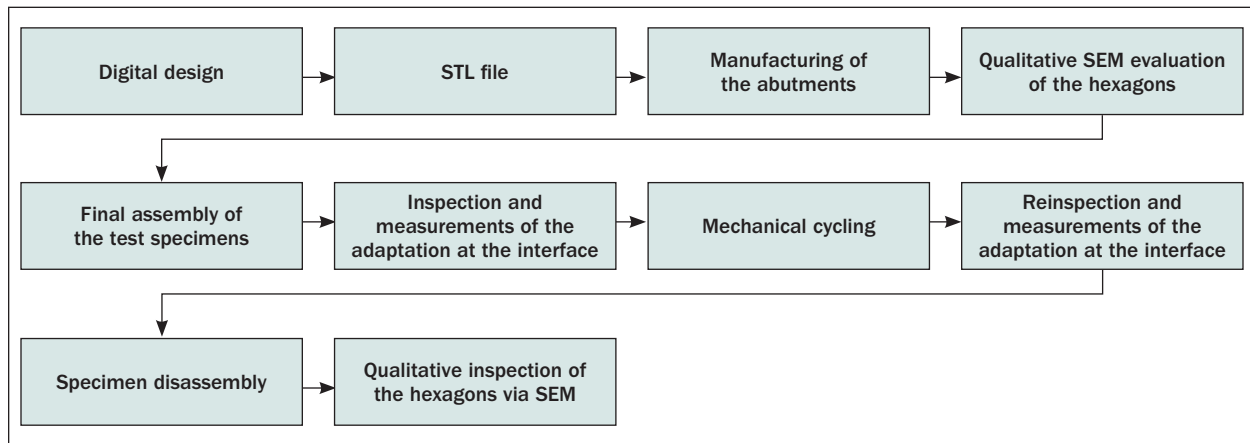 Digital design
STL file
Manufacturing of
the abutments
Qualitative SEM evaluation
of the hexagons
Final assembly of
the test specimens
Inspection and
measurements of the
adaptation at the interface
Mechanical cycling
Reinspection and
measurements of the
adaptation at the interface
Specimen disassembly
Qualitative inspection of
the hexagons via SEM